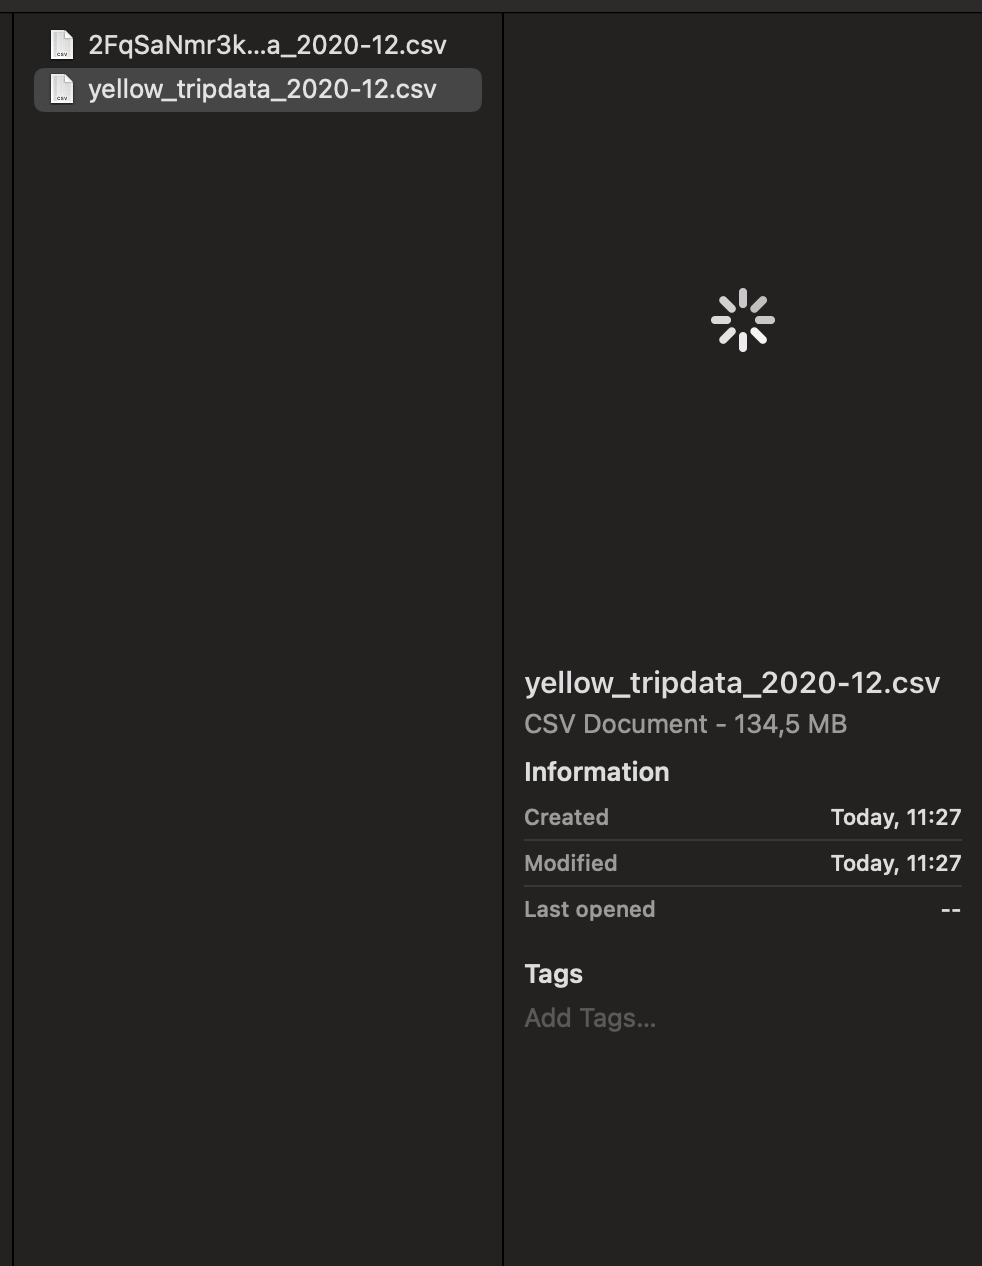 2FqSaNmr3k...a_2020-12.csv
yellow_tripdata_2020-12.csv
yellow_tripdata_2020-12.csv
CSV Document - 134,5 MB
Information
Created Today, 11:27
Modified Today, 11:27
Last opened --
Tags
Add Tags...